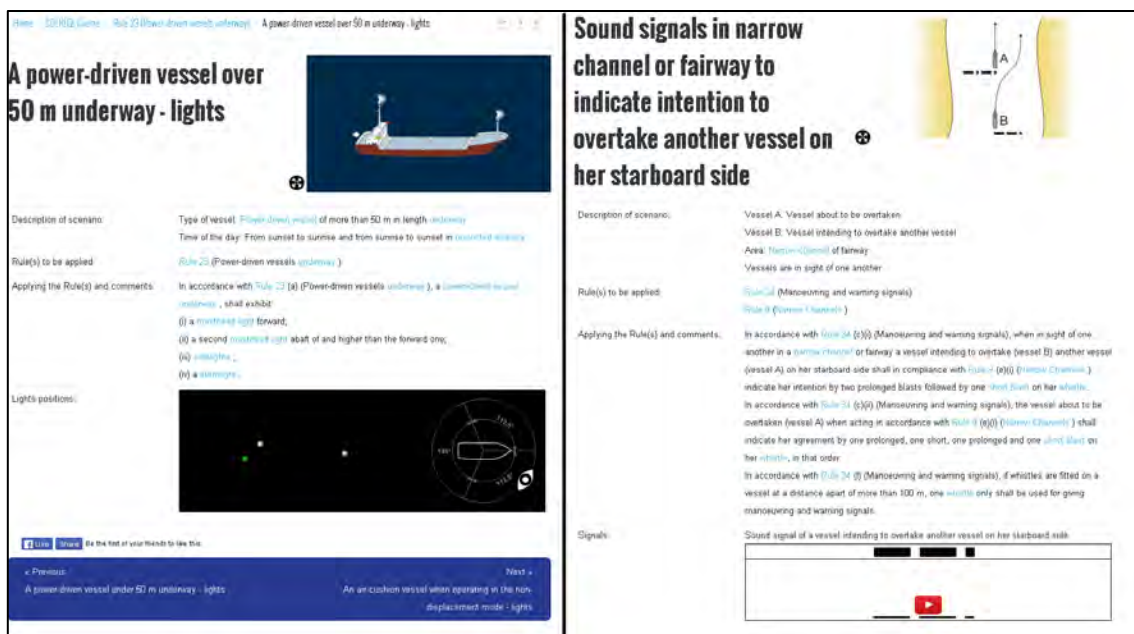 Home
Rule 23 (Power-driven vessels underway)
A power-driven vessel over 50 m underway - lights
A power-driven vessel over
50 m underway - lights
Description of scenario:
Type of vessel: Power-driven vessel of more than 50 m in length underway
Time of the day: From sunset to sunrise and from sunrise to sunset in restricted visibility
Rule(s) to be applied:
Rule 23 (Power-driven vessels underway )
Applying the Rule(s) and comments:
In accordance with Rule 23 (a) (Power-driven vessels underway ), a power-driven vessel
underway , shall exhibit:
(i) a masthead light forward;
(ii) a second masthead light abaft of and higher than the forward one;
(iii) sidelights ;
(iv) a sternlight .
Lights positions:
Like Share Be the first of your friends to like this.
« Previous
Next »
A power-driven vessel under 50 m underway - lights
An air-cushion vessel when operating in the non-
displacement mode - lights
Sound signals in narrow
channel or fairway to
indicate intention to
overtake another vessel on
her starboard side
A
B
Description of scenario:
Vessel A: Vessel about to be overtaken
Vessel B: Vessel intending to overtake another vessel
Area: Narrow channel of fairway
Vessels are in sight of one another
Rule(s) to be applied:
Rule 34 (Manoeuvring and warning signals)
Rule 9 (Narrow Channels )
Applying the Rule(s) and comments:
In accordance with Rule 34 (c)(i) (Manoeuvring and warning signals), when in sight of one
another in a narrow channel or fairway a vessel intending to overtake (vessel B) another vessel
(vessel A) on her starboard side shall in compliance with Rule 9 (e)(i) (Narrow Channels )
indicate her intention by two prolonged blasts followed by one short blast on her whistle.
In accordance with Rule 34 (c)(ii) (Manoeuvring and warning signals), the vessel about to be
overtaken (vessel A) when acting in accordance with Rule 9 (e)(i) (Narrow Channels ) shall
indicate her agreement by one prolonged, one short, one prolonged and one short blast on
her whistle, in that order.
In accordance with Rule 34 (f) (Manoeuvring and warning signals), if whistles are fitted on a
vessel at a distance apart of more than 100 m, one whistle only shall be used for giving
manoeuvring and warning signals.
Signals:
Sound signal of a vessel intending to overtake another vessel on her starboard side